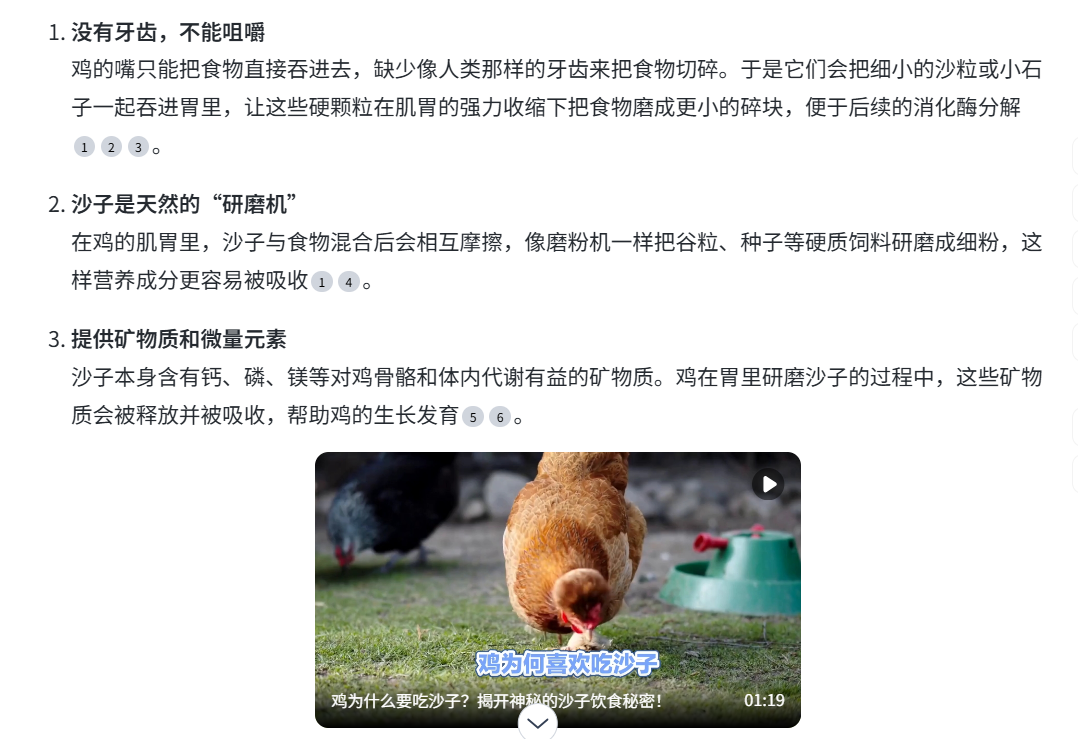 1. 没有牙齿，不能咀嚼
鸡的嘴只能把食物直接吞进去，缺少像人类那样的牙齿来把食物切碎。于是它们会把细小的沙粒或小石
子一起吞进胃里，让这些硬颗粒在肌胃的强力收缩下把食物磨成更小的碎块，便于后续的消化酶分解
1 2 3 。
2. 沙子是天然的“研磨机”
在鸡的肌胃里，沙子与食物混合后会相互摩擦，像磨粉机一样把谷粒、种子等硬质饲料研磨成细粉，这
样营养成分更容易被吸收 1 4 。
3. 提供矿物质和微量元素
沙子本身含有钙、磷、镁等对鸡骨骼和体内代谢有益的矿物质。鸡在胃里研磨沙子的过程中，这些矿物
质会被释放并被吸收，帮助鸡的生长发育 5 6 。
鸡为何喜欢吃沙子
鸡为什么要吃沙子？揭开神秘的沙子饮食秘密！ 01:19